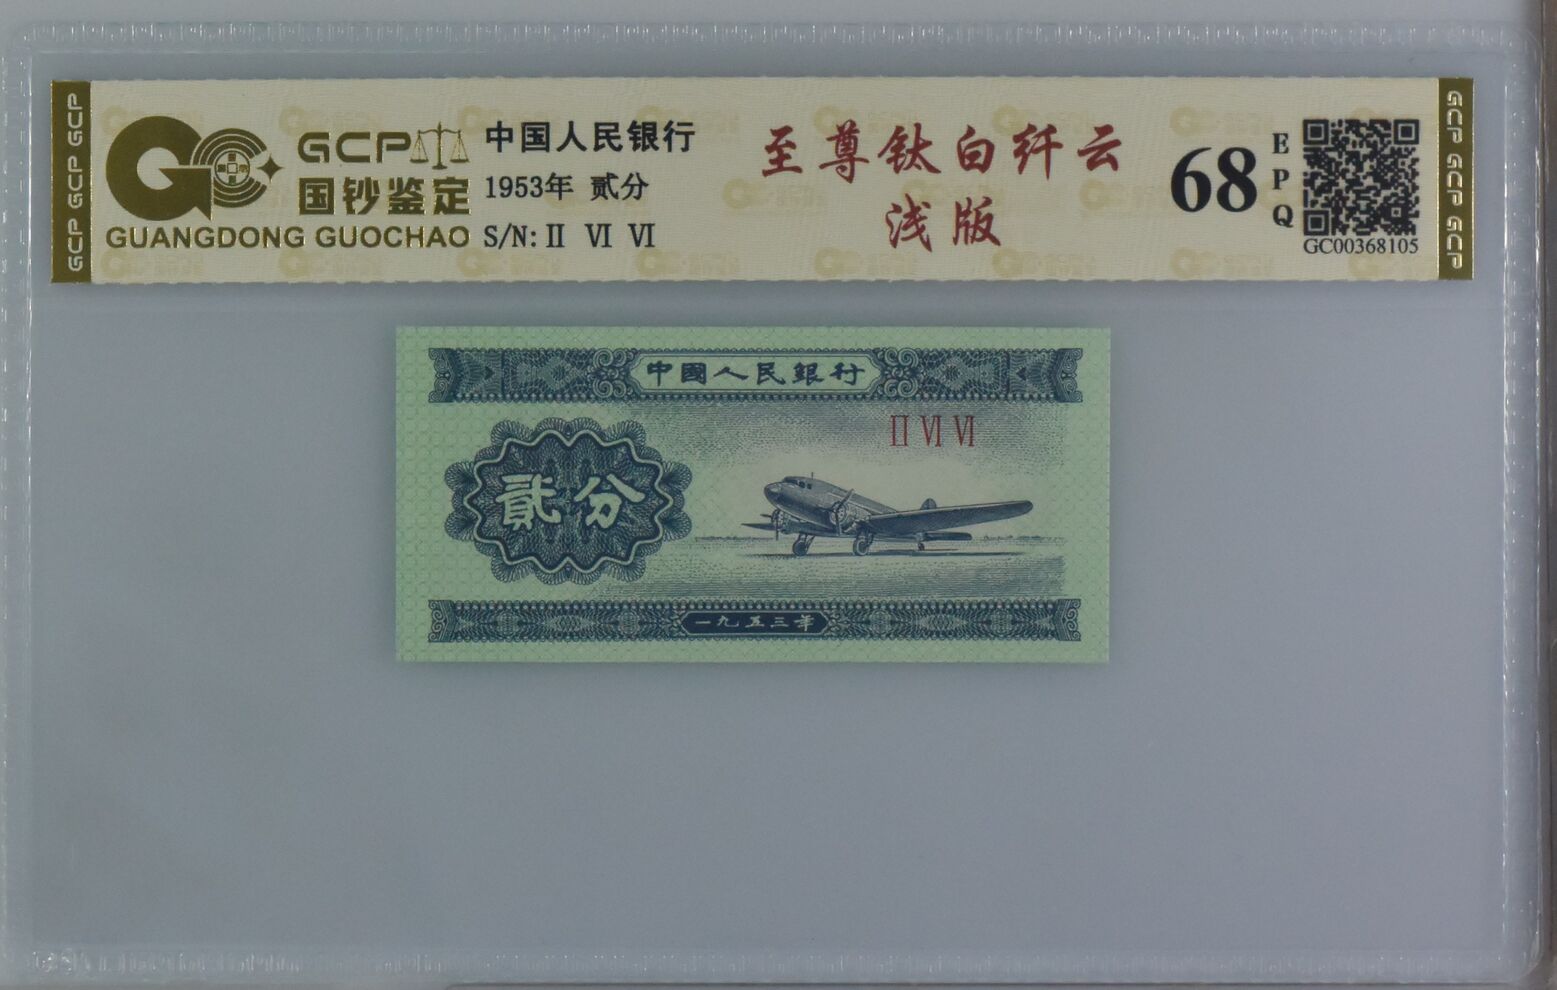 GCP GCP GCP
GCP
国钞鉴定
GUANGDONG GUOCHAO
中国人民银行
1953年 贰分
S/N: II VI VI
至尊钛白纤云
浅版
68
EPQ
GC00368105
GCP GCP GCP
中國人民銀行
II VI VI
貳分
一九五三年